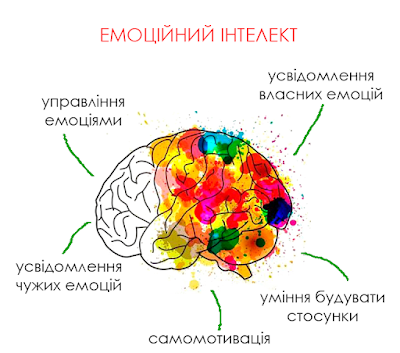 ЕМОЦІЙНИЙ ІНТЕЛЕКТ
усвідомлення
власних емоцій
управління
емоціями
усвідомлення
чужих емоцій
уміння будувати
стосунки
самомотивація